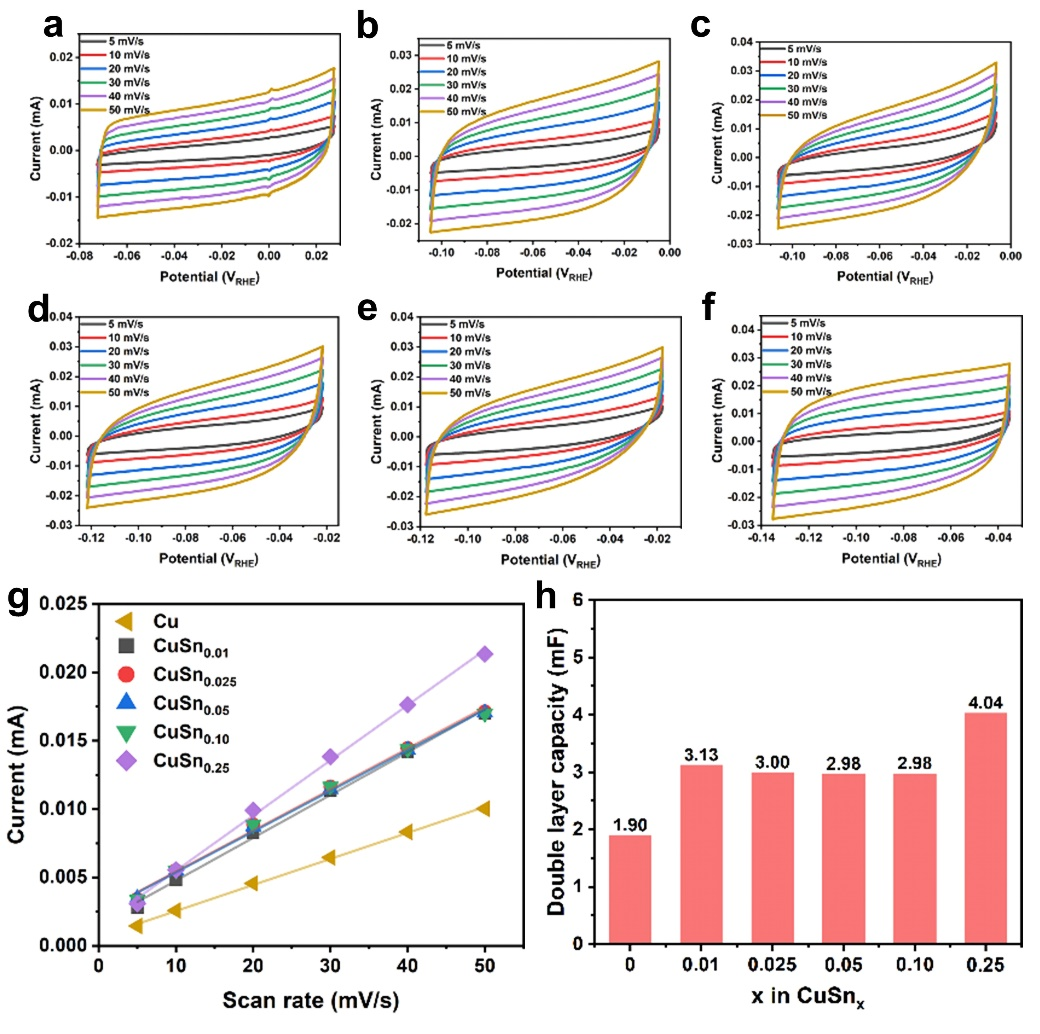 a
5 mV/s
10 mV/s
20 mV/s
30 mV/s
40 mV/s
50 mV/s
0.02
0.01
0.00
-0.01
-0.02
Current (mA)
-0.08 -0.06 -0.04 -0.02 0.00 0.02
Potential (VRHE)
b
5 mV/s
10 mV/s
20 mV/s
30 mV/s
40 mV/s
60 mV/s
0.03
0.02
0.01
0.00
-0.01
-0.02
Current (mA)
-0.10 -0.08 -0.06 -0.04 -0.02 0.00
Potential (VRHE)
c
5 mV/s
10 mV/s
20 mV/s
30 mV/s
40 mV/s
50 mV/s
0.04
0.03
0.02
0.01
0.00
-0.01
-0.02
-0.03
Current (mA)
-0.10 -0.08 -0.06 -0.04 -0.02 0.00
Potential (VRHE)
d
5 mV/s
10 mV/s
20 mV/s
30 mV/s
40 mV/s
50 mV/s
0.04
0.03
0.02
0.01
0.00
-0.01
-0.02
-0.03
Current (mA)
-0.12 -0.10 -0.08 -0.06 -0.04 -0.02
Potential (VRHE)
e
5 mV/s
10 mV/s
20 mV/s
30 mV/s
40 mV/s
50 mV/s
0.04
0.03
0.02
0.01
0.00
-0.01
-0.02
-0.03
Current (mA)
-0.12 -0.10 -0.08 -0.06 -0.04 -0.02
Potential (VRHE)
f
5 mV/s
10 mV/s
20 mV/s
30 mV/s
40 mV/s
50 mV/s
0.04
0.03
0.02
0.01
0.00
-0.01
-0.02
-0.03
Current (mA)
-0.14 -0.12 -0.10 -0.08 -0.06 -0.04
Potential (VRHE)
g
Cu
CuSn0.01
CuSn0.025
CuSn0.05
CuSn0.10
CuSn0.25
0.025
0.020
0.015
0.010
0.005
0.000
Current (mA)
0 10 20 30 40 50
Scan rate (mV/s)
h
6
5
4
3
2
1
0
Double layer capacity (mF)
1.90 3.13 3.00 2.98 2.98 4.04
0 0.01 0.025 0.05 0.10 0.25
x in CuSnx